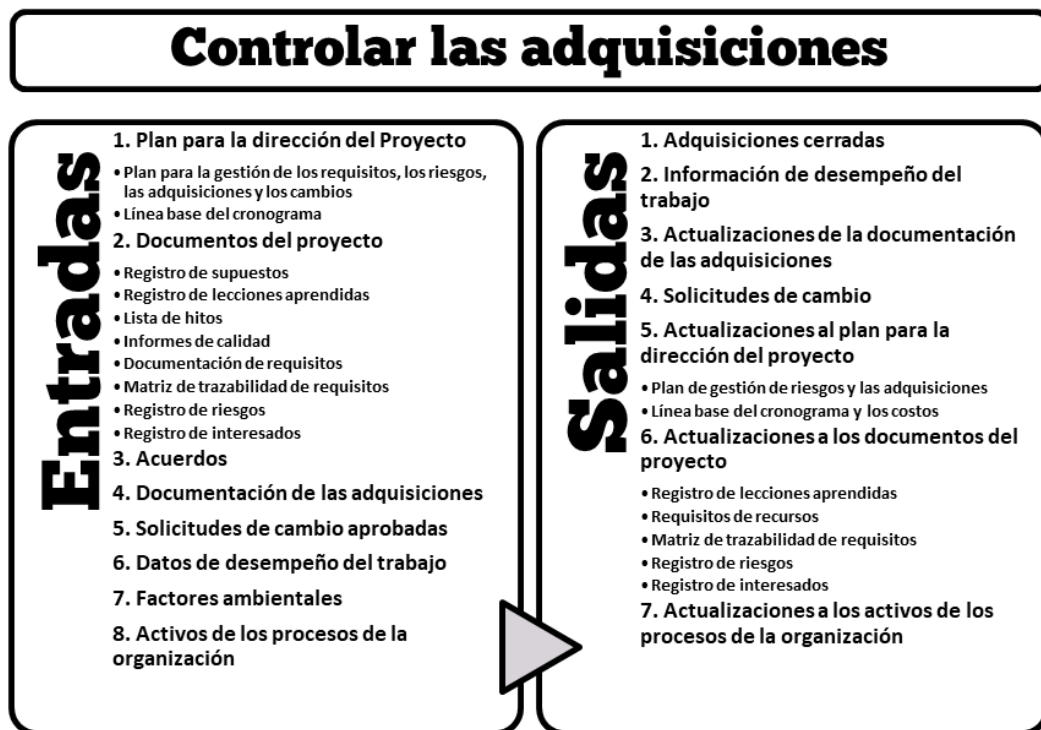 Controlar las adquisiciones
Entradas
1. Plan para la dirección del Proyecto
• Plan para la gestión de los requisitos, los riesgos,
las adquisiciones y los cambios
• Línea base del cronograma
2. Documentos del proyecto
• Registro de supuestos
• Registro de lecciones aprendidas
• Lista de hitos
• Informes de calidad
• Documentación de requisitos
• Matriz de trazabilidad de requisitos
• Registro de riesgos
• Registro de interesados
3. Acuerdos
4. Documentación de las adquisiciones
5. Solicitudes de cambio aprobadas
6. Datos de desempeño del trabajo
7. Factores ambientales
8. Activos de los procesos de la
organización
Salidas
1. Adquisiciones cerradas
2. Información de desempeño del
trabajo
3. Actualizaciones de la documentación
de las adquisiciones
4. Solicitudes de cambio
5. Actualizaciones al plan para la
dirección del proyecto
• Plan de gestión de riesgos y las adquisiciones
• Línea base del cronograma y los costos
6. Actualizaciones a los documentos del
proyecto
• Registro de lecciones aprendidas
• Requisitos de recursos
• Matriz de trazabilidad de requisitos
• Registro de riesgos
• Registro de interesados
7. Actualizaciones a los activos de los
procesos de la organización